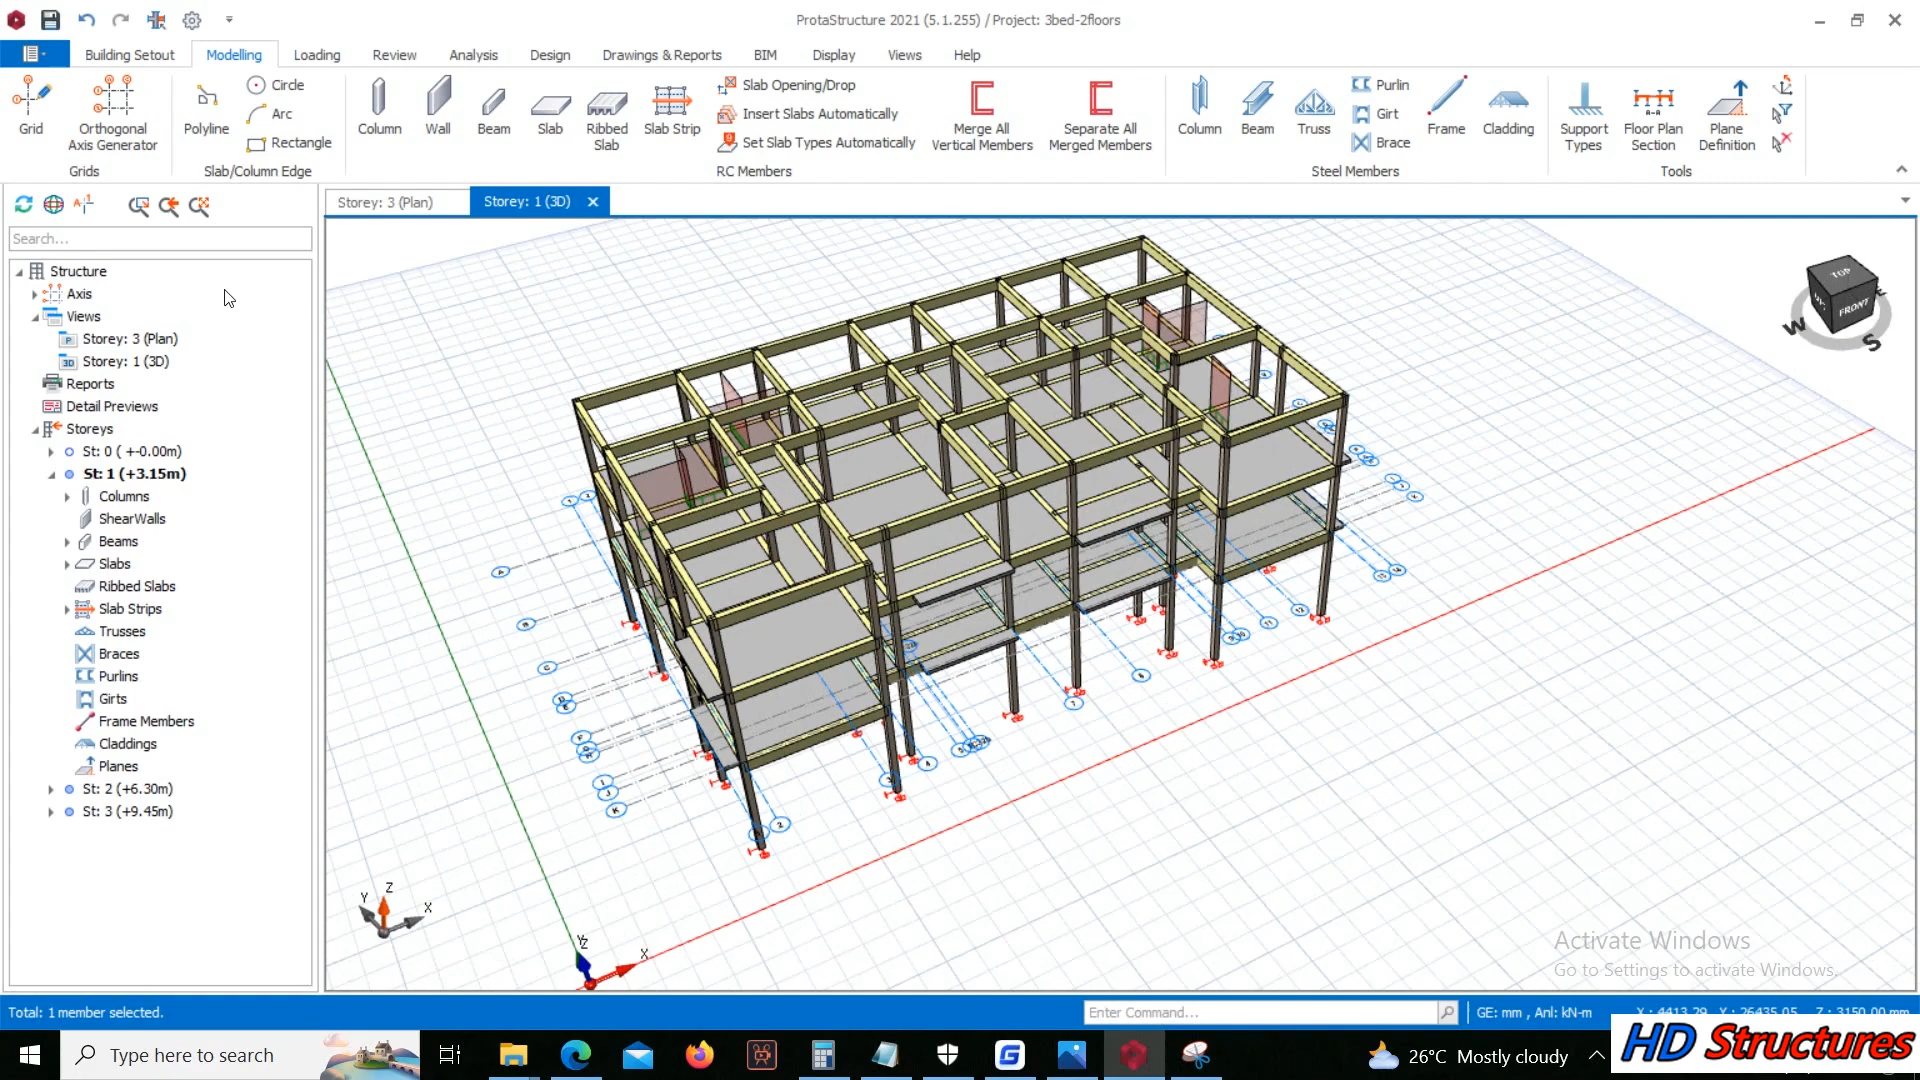 ProtaStructure 2021 (5.1.255) / Project: 3bed-2floors
Building Setout Modelling Loading Review Analysis Design Drawings & Reports BIM Display Views Help
Grid
Orthogonal Axis Generator
Grids
Polyline
Circle
Arc
Rectangle
Slab/Column Edge
Column
Wall
Beam
Slab
Ribbed Slab
Slab Strip
Slab Opening/Drop
Insert Slabs Automatically
Set Slab Types Automatically
Merge All Vertical Members
Separate All Merged Members
RC Members
Column
Beam
Truss
Purlin
Girt
Brace
Frame
Cladding
Steel Members
Support Types
Floor Plan Section
Plane Definition
Tools
Storey: 3 (Plan)
Storey: 1 (3D)
Search...
Structure
Axis
Views
Storey: 3 (Plan)
Storey: 1 (3D)
Reports
Detail Previews
Storeys
St: 0 ( +-0.00m)
St: 1 (+3.15m)
Columns
ShearWalls
Beams
Slabs
Ribbed Slabs
Slab Strips
Trusses
Braces
Purlins
Girts
Frame Members
Claddings
Planes
St: 2 (+6.30m)
St: 3 (+9.45m)
TOP
FRONT
W
S
Z
Y
X
X
Activate Windows
Go to Settings to activate Windows.
Total: 1 member selected.
Enter Command...
GE: mm , Anl: kN-m
X : 4413.29 Y : 26435.05 Z : 3150.00 mm
Type here to search
26°C Mostly cloudy
HD Structures